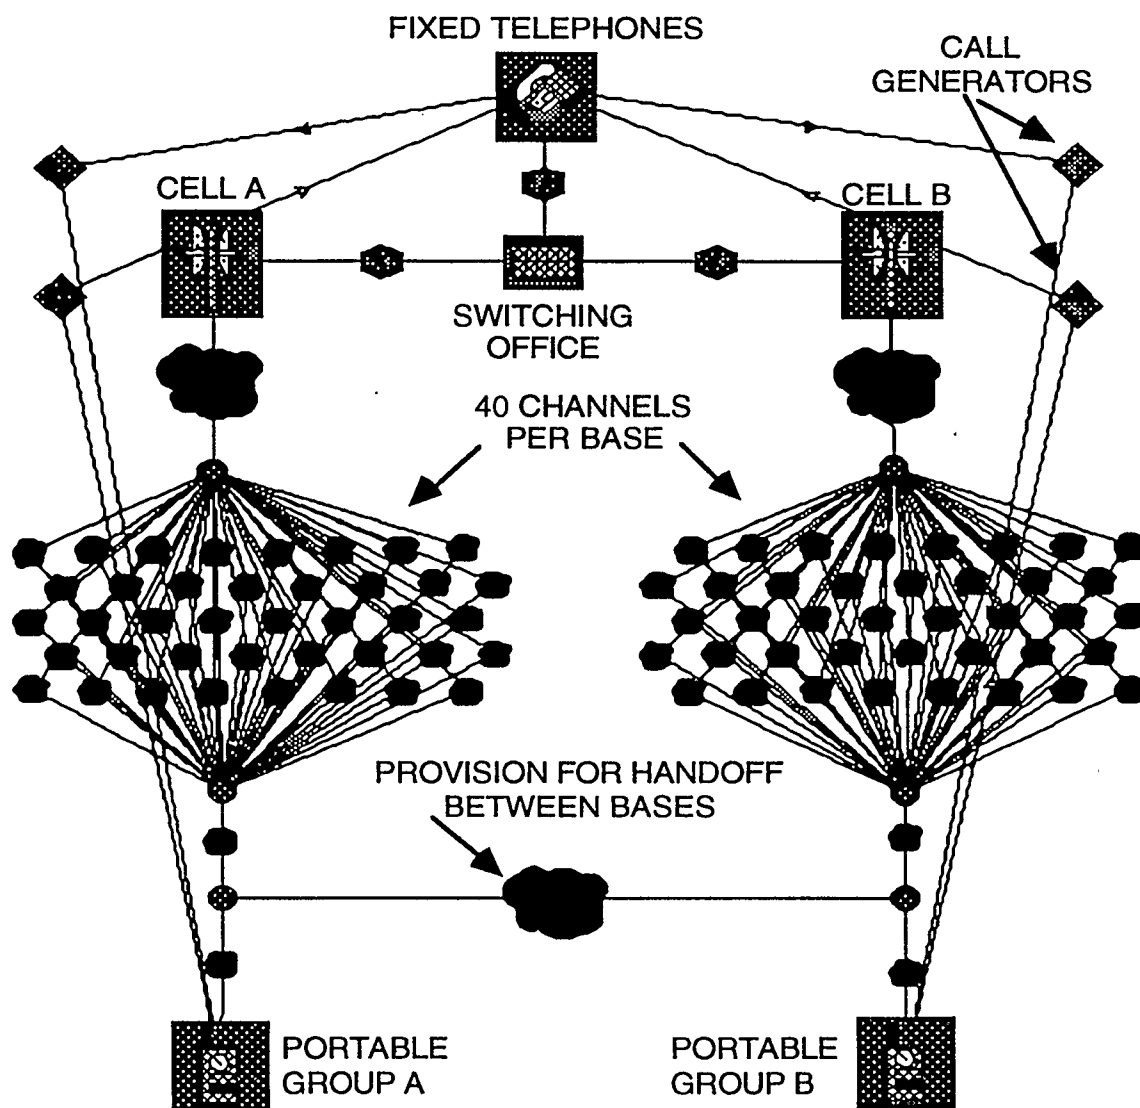 FIXED TELEPHONES
CALL
GENERATORS
CELL A
CELL B
SWITCHING
OFFICE
40 CHANNELS
PER BASE
PROVISION FOR HANDOFF
BETWEEN BASES
PORTABLE
GROUP A
PORTABLE
GROUP B